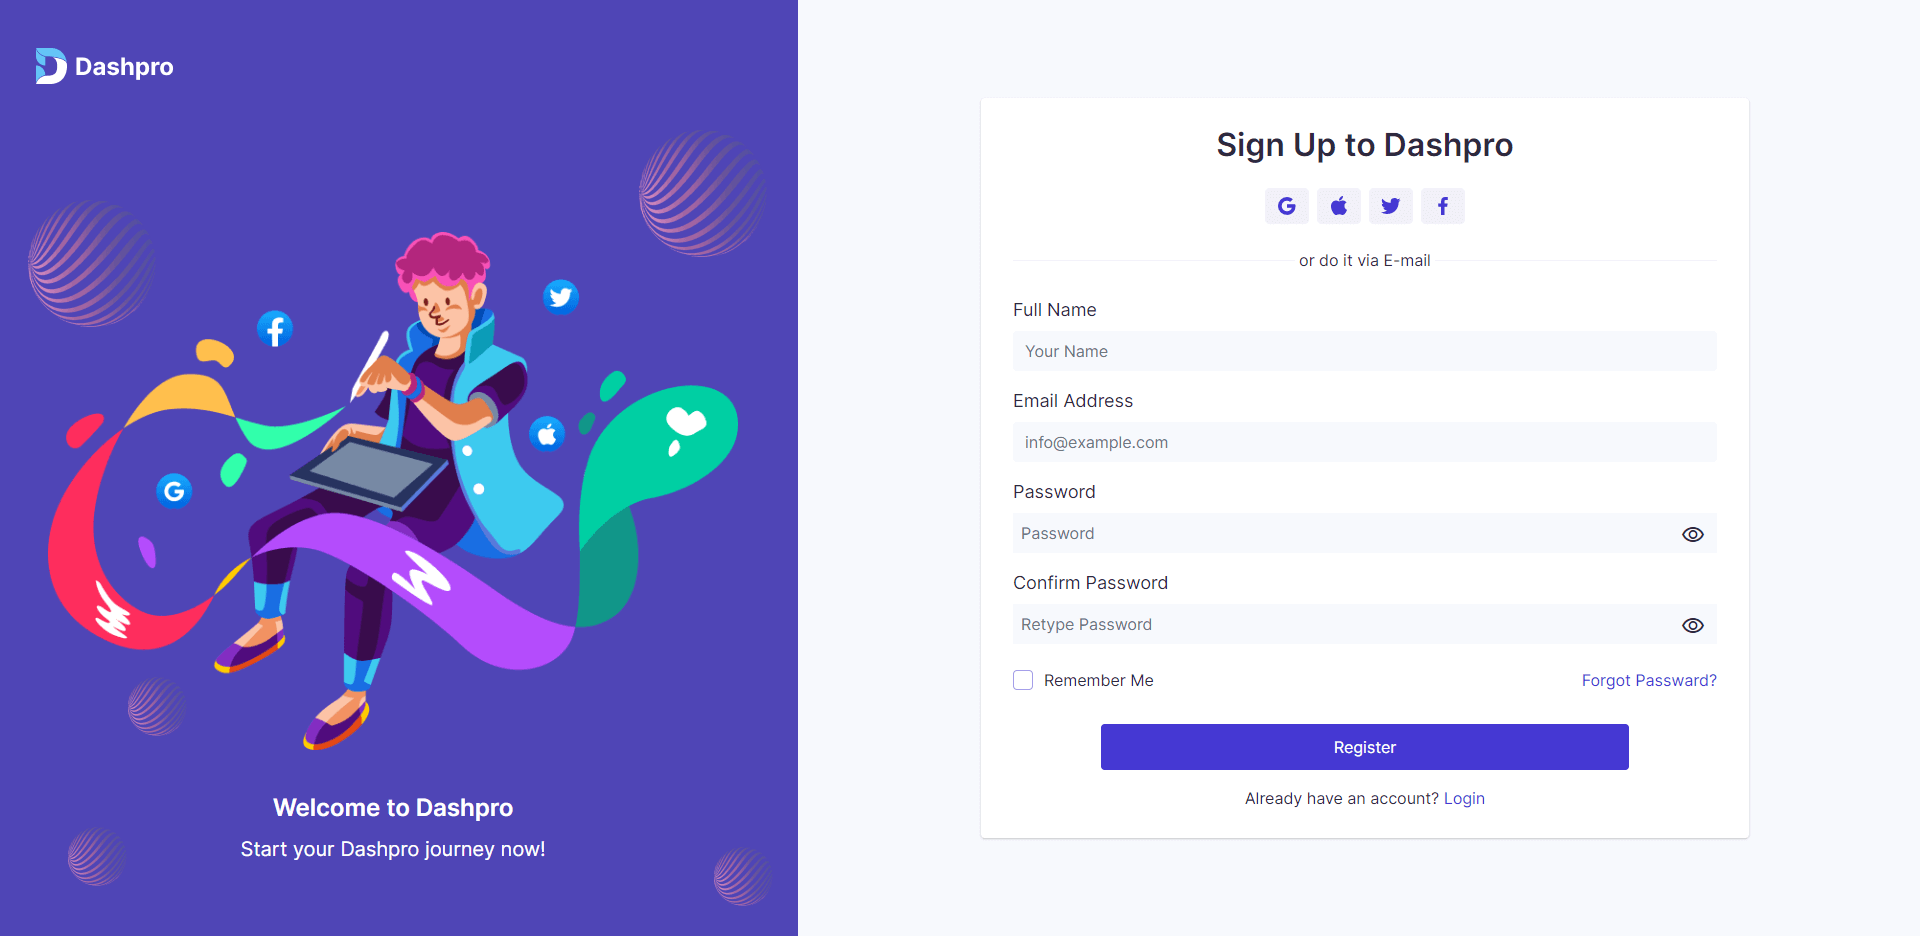 Dashpro
Welcome to Dashpro
Start your Dashpro journey now!
Sign Up to Dashpro
or do it via E-mail
Full Name
Your Name
Email Address
info@example.com
Password
Password
Confirm Password
Retype Password
Remember Me
Forgot Passward?
Register
Already have an account? Login